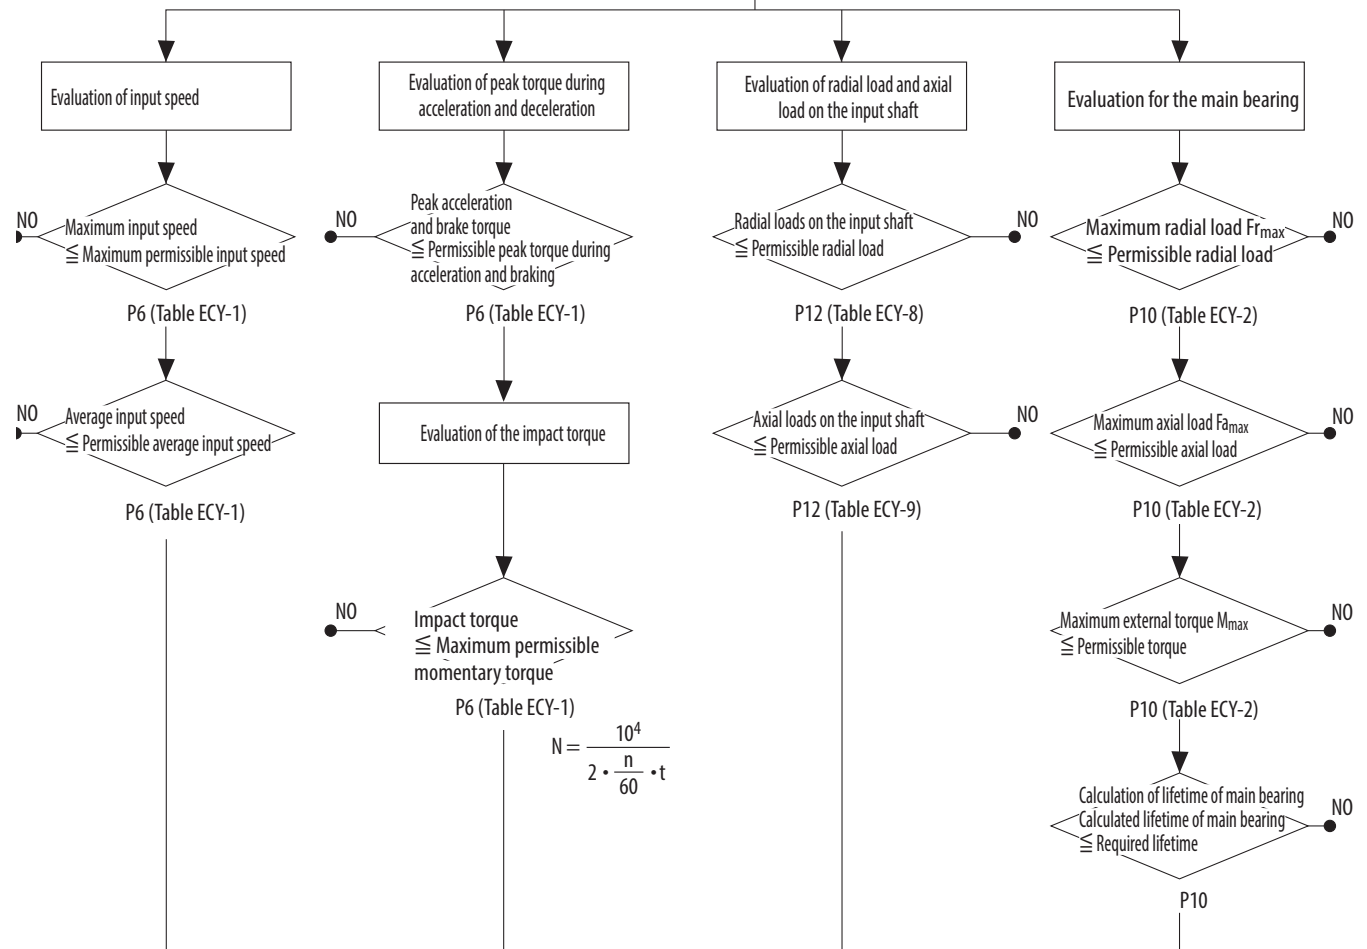 Evaluation of input speed
NO
Maximum input speed
≦ Maximum permissible input speed
P6 (Table ECY-1)
NO
Average input speed
≦ Permissible average input speed
P6 (Table ECY-1)
Evaluation of peak torque during
acceleration and deceleration
NO
Peak acceleration
and brake torque
≦ Permissible peak torque during
acceleration and braking
P6 (Table ECY-1)
Evaluation of the impact torque
NO
Impact torque
≦ Maximum permissible
momentary torque
P6 (Table ECY-1)
N = 10⁴ / (2 • n/60 • t)
Evaluation of radial load and axial
load on the input shaft
Radial loads on the input shaft
≦ Permissible radial load
NO
P12 (Table ECY-8)
Axial loads on the input shaft
≦ Permissible axial load
NO
P12 (Table ECY-9)
Evaluation for the main bearing
Maximum radial load Frmax
≦ Permissible radial load
NO
P10 (Table ECY-2)
Maximum axial load Famax
≦ Permissible axial load
NO
P10 (Table ECY-2)
Maximum external torque Mmax
≦ Permissible torque
NO
P10 (Table ECY-2)
Calculation of lifetime of main bearing
Calculated lifetime of main bearing
≦ Required lifetime
NO
P10